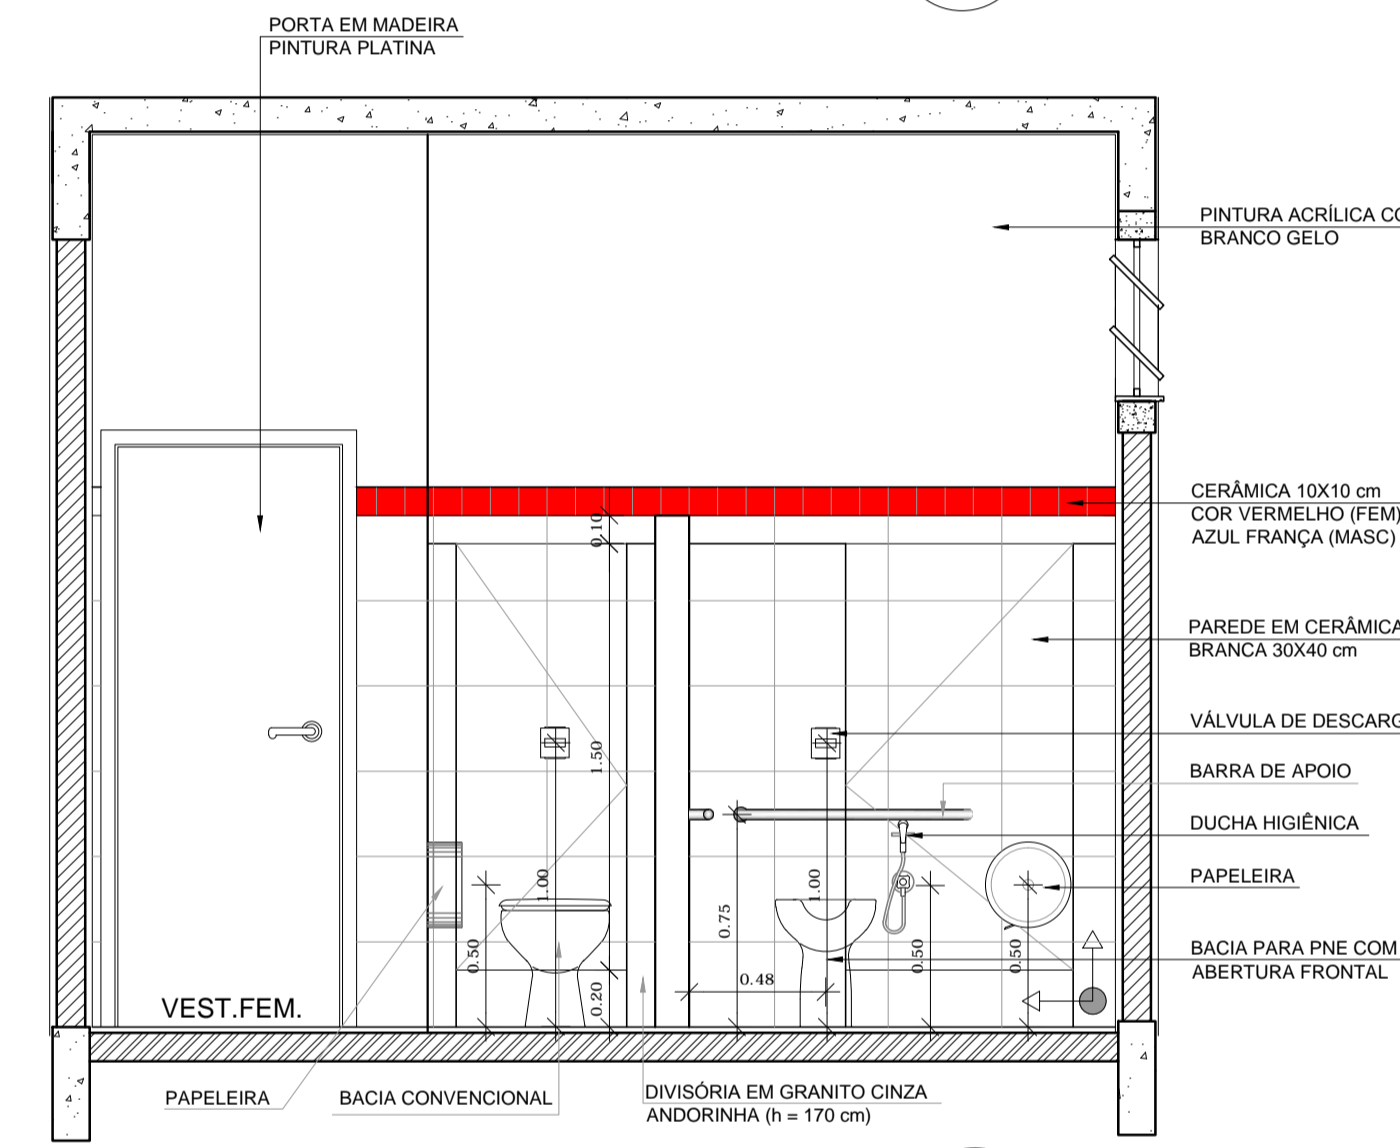 PORTA EM MADEIRA
PINTURA PLATINA
PINTURA ACRÍLICA
BRANCO GELO
CERÂMICA 10X10 cm
COR VERMELHO (FEM)
AZUL FRANÇA (MASC)
0.10
PAREDE EM CERÂMICA
BRANCA 30X40 cm
VÁLVULA DE
1.50
BARRA DE APOIO
DUCHA HIGIÊNICA
PAPELEIRA
1.00
1.00
0.75
0.50
0.50
0.50
BACIA PARA PNE COM
ABERTURA FRONTAL
0.48
0.20
VEST.FEM.
PAPELEIRA
BACIA CONVENCIONAL
DIVISÓRIA EM GRANITO CINZA
ANDORINHA (h = 170 cm)